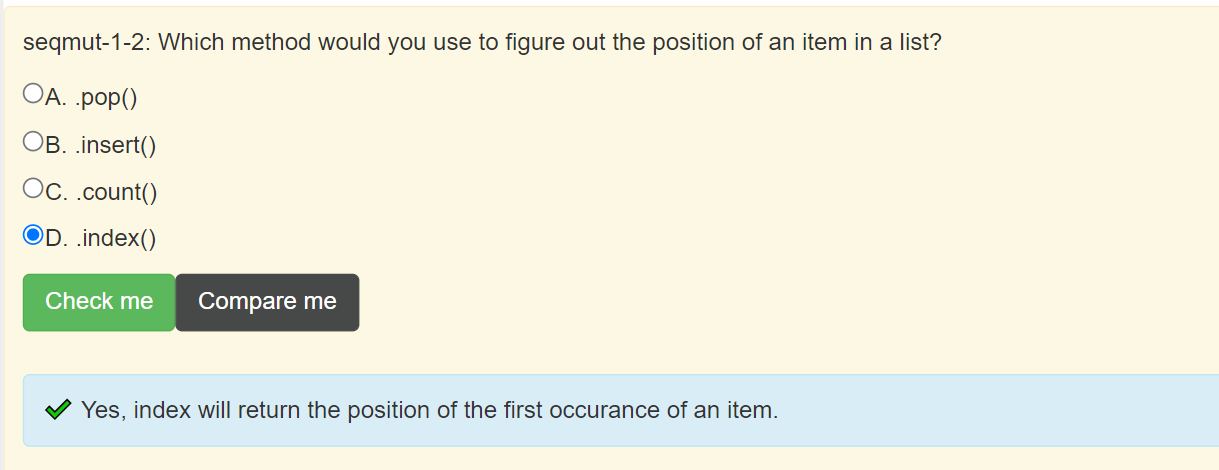 seqmut-1-2: Which method would you use to figure out the position of an item in a list?
A. .pop()
B. .insert()
C. .count()
D. .index()
Check me Compare me
Yes, index will return the position of the first occurance of an item.